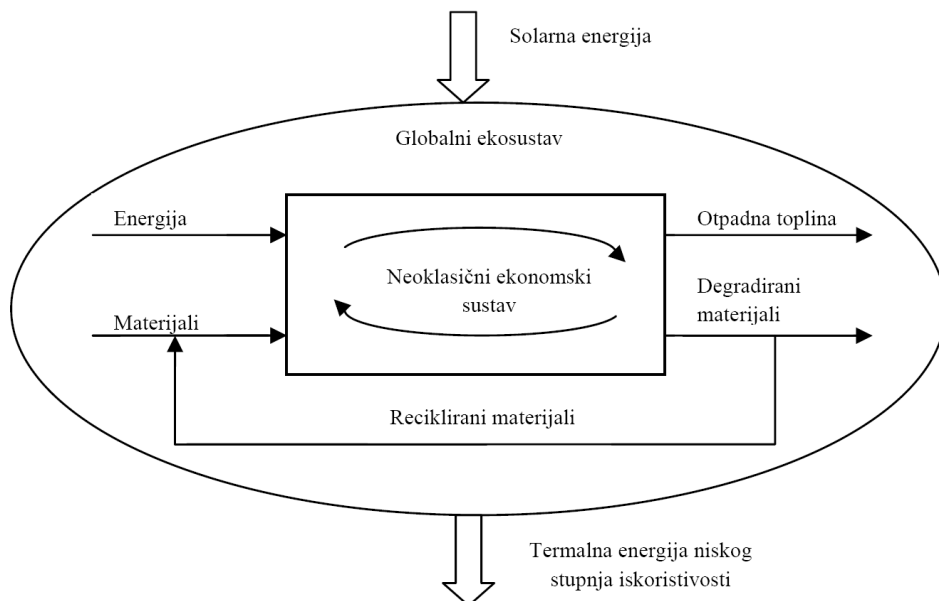 Solarna energija
Globalni ekosustav
Energija
Otpadna toplina
Neoklasični ekonomski
sustav
Degradirani
materijali
Materijali
Reciklirani materijali
Termalna energija niskog
stupnja iskoristivosti